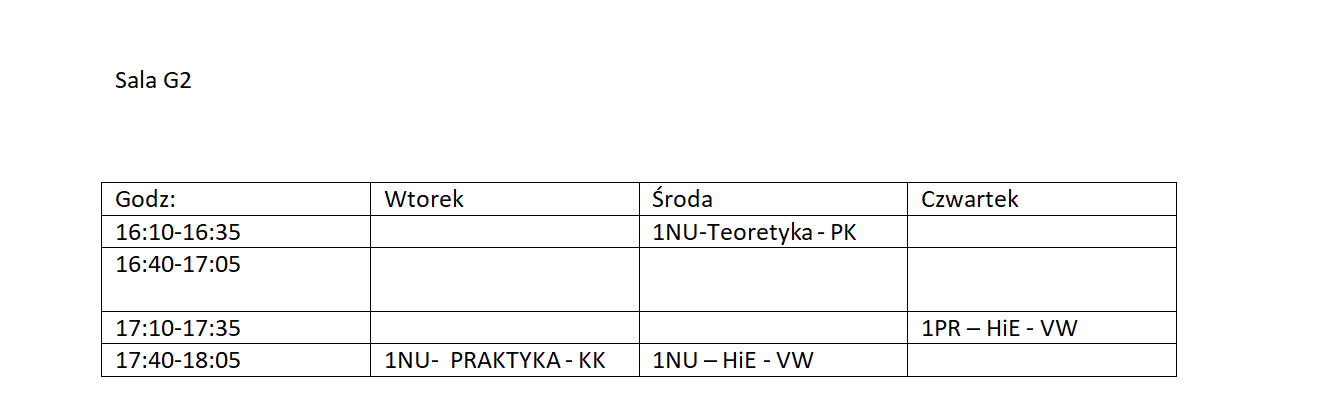 Sala G2
Godz: Wtorek Środa Czwartek
16:10-16:35 1NU-Teoretyka - PK
16:40-17:05
17:10-17:35 1PR – HiE - VW
17:40-18:05 1NU-  PRAKTYKA - KK 1NU – HiE - VW